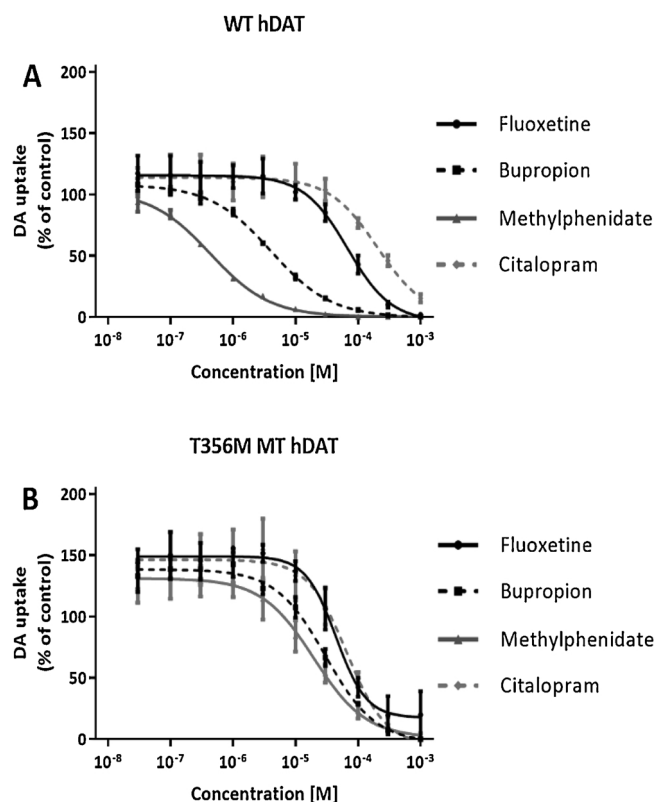 WT hDAT
A
200
150
100
50
0
DA uptake
(% of control)
10-8 10-7 10-6 10-5 10-4 10-3
Concentration [M]
Fluoxetine
Bupropion
Methylphenidate
Citalopram
T356M MT hDAT
B
200
150
100
50
0
DA uptake
(% of control)
10-8 10-7 10-6 10-5 10-4 10-3
Concentration [M]
Fluoxetine
Bupropion
Methylphenidate
Citalopram